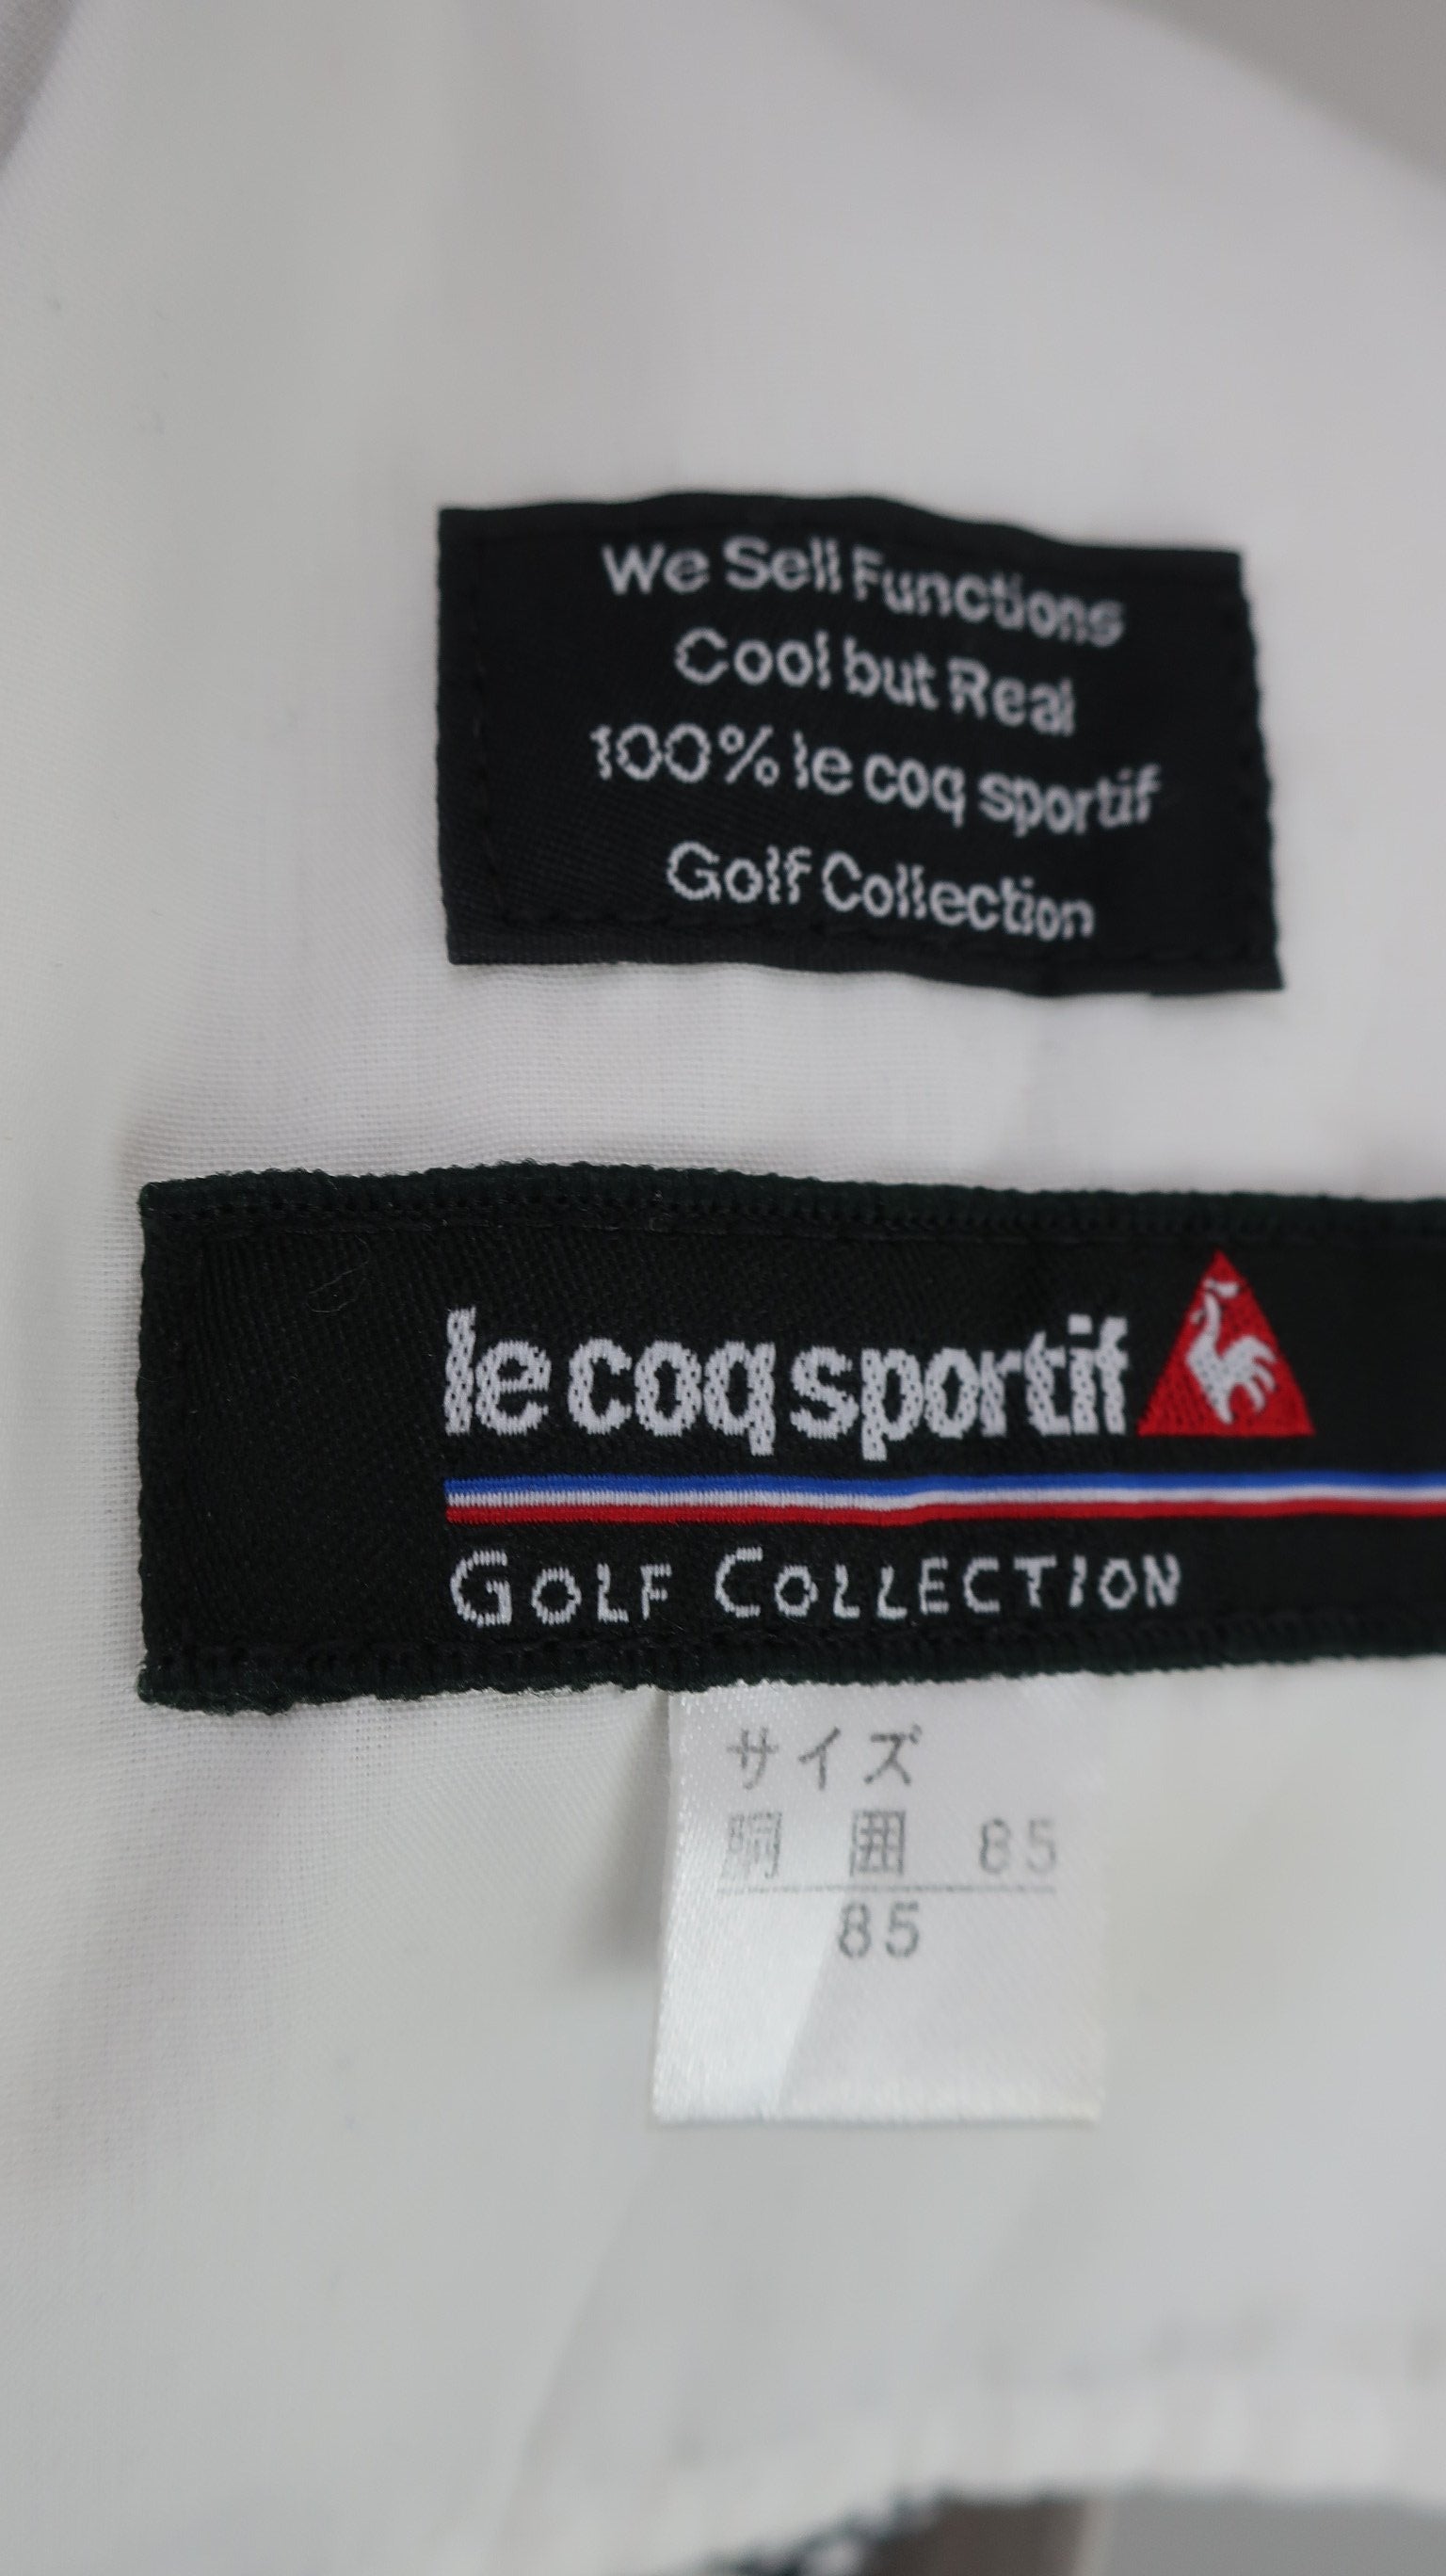 We Sell Functions
Cool but Real
100% le coq sportif
Golf Collection
le coq sportif
GOLF COLLECTION
サイズ
胴 囲 85
85